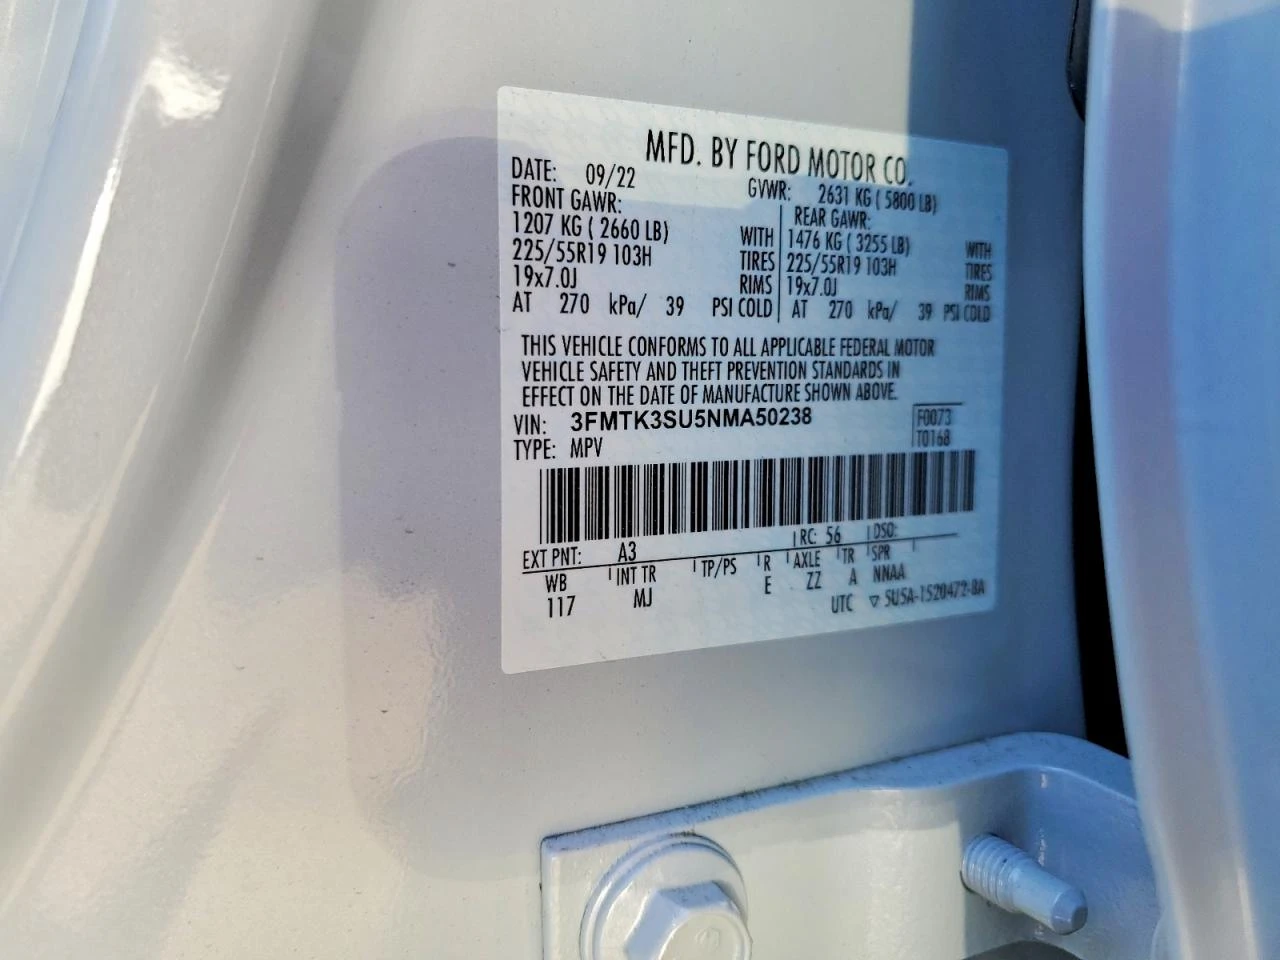 MFD. BY FORD MOTOR CO.
DATE: 09/22 GVWR: 2631 KG ( 5800 LB)
FRONT GAWR: REAR GAWR:
1207 KG ( 2660 LB) WITH 1476 KG ( 3255 LB) WITH
225/55R19 103H TIRES 225/55R19 103H TIRES
19x7.0J RIMS 19x7.0J RIMS
AT 270 kPa/ 39 PSI COLD AT 270 kPa/ 39 PSI COLD
THIS VEHICLE CONFORMS TO ALL APPLICABLE FEDERAL MOTOR
VEHICLE SAFETY AND THEFT PREVENTION STANDARDS IN
EFFECT ON THE DATE OF MANUFACTURE SHOWN ABOVE.
VIN: 3FMTK3SU5NMA50238 F0073
TYPE: MPV T0168
EXT PNT: A3 RC: 56 DSO:
WB INT TR TP/PS R AXLE TR SPR
117 MJ E ZZ A NNAA
UTC ▽ 5U5A-1520472-BA